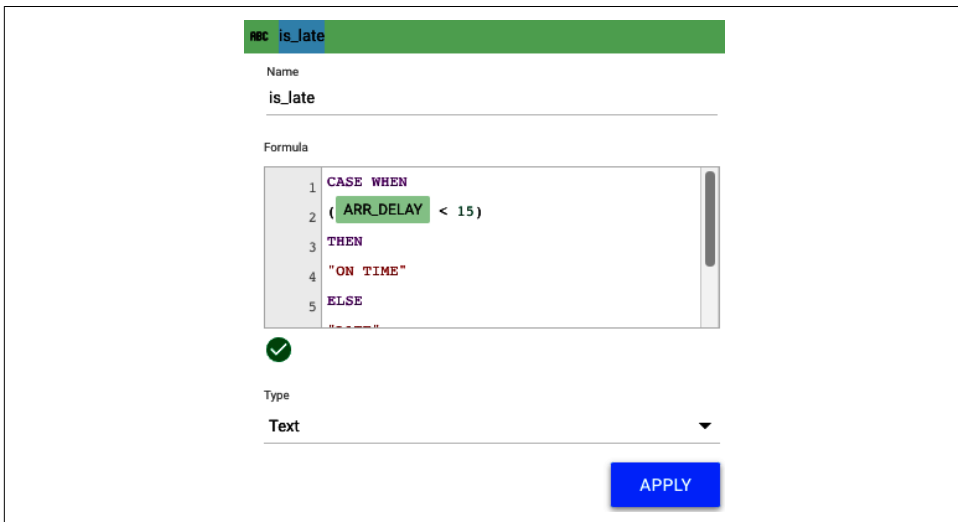 ABC is_late
Name
is_late
Formula
1 CASE WHEN
2 ( ARR_DELAY < 15)
3 THEN
4 "ON TIME"
5 ELSE
Type
Text
APPLY